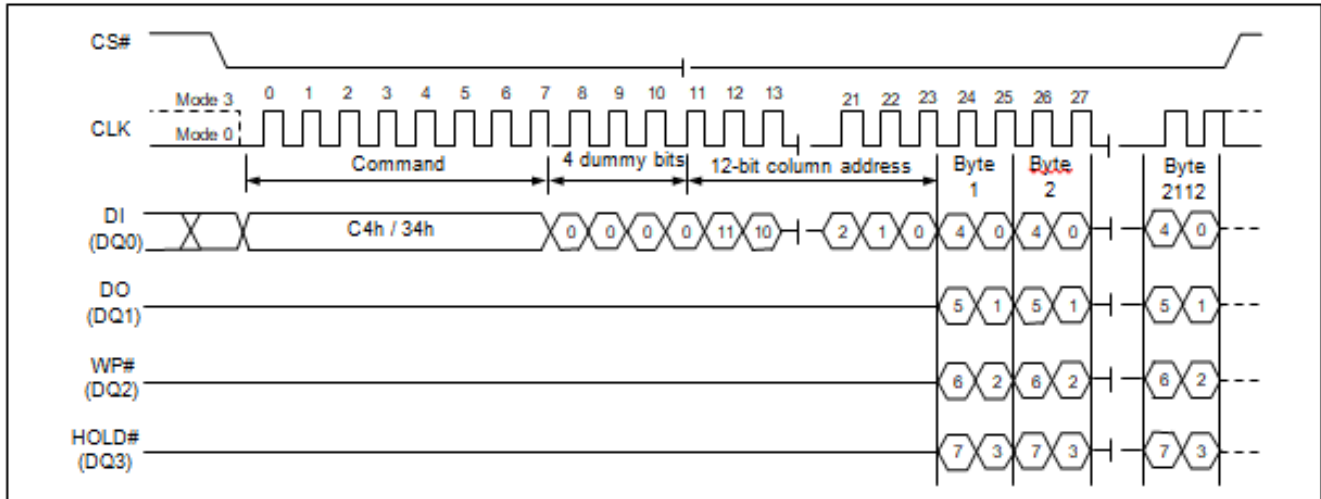 CS#
Mode 3
0 1 2 3 4 5 6 7 8 9 10 11 12 13 21 22 23 24 25 26 27
CLK
Mode 0
Command
4 dummy bits
12-bit column address
Byte 1
Byte 2
Byte 2112
DI
(DQ0)
C4h / 34h
0 0 0 0 11 10 2 1 0 4 0 4 0 4 0
DO
(DQ1)
5 1 5 1 5 1
WP#
(DQ2)
6 2 6 2 6 2
HOLD#
(DQ3)
7 3 7 3 7 3